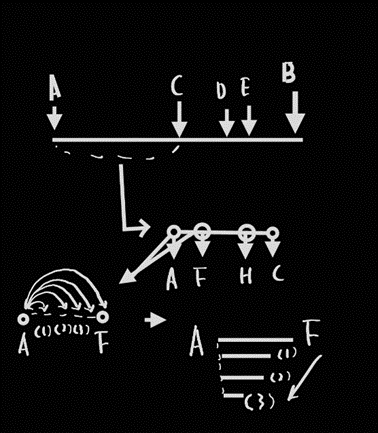 A C D E B
A F H C
A (1) (2) (3) F
A F
(1)
(2)
(3)